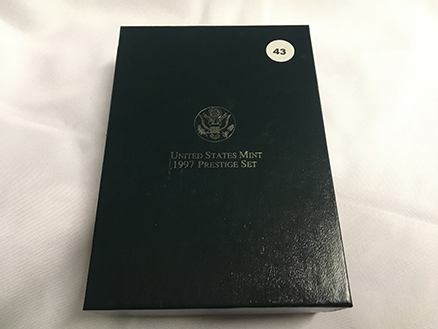 43
UNITED STATES MINT
1997 PRESTIGE SET